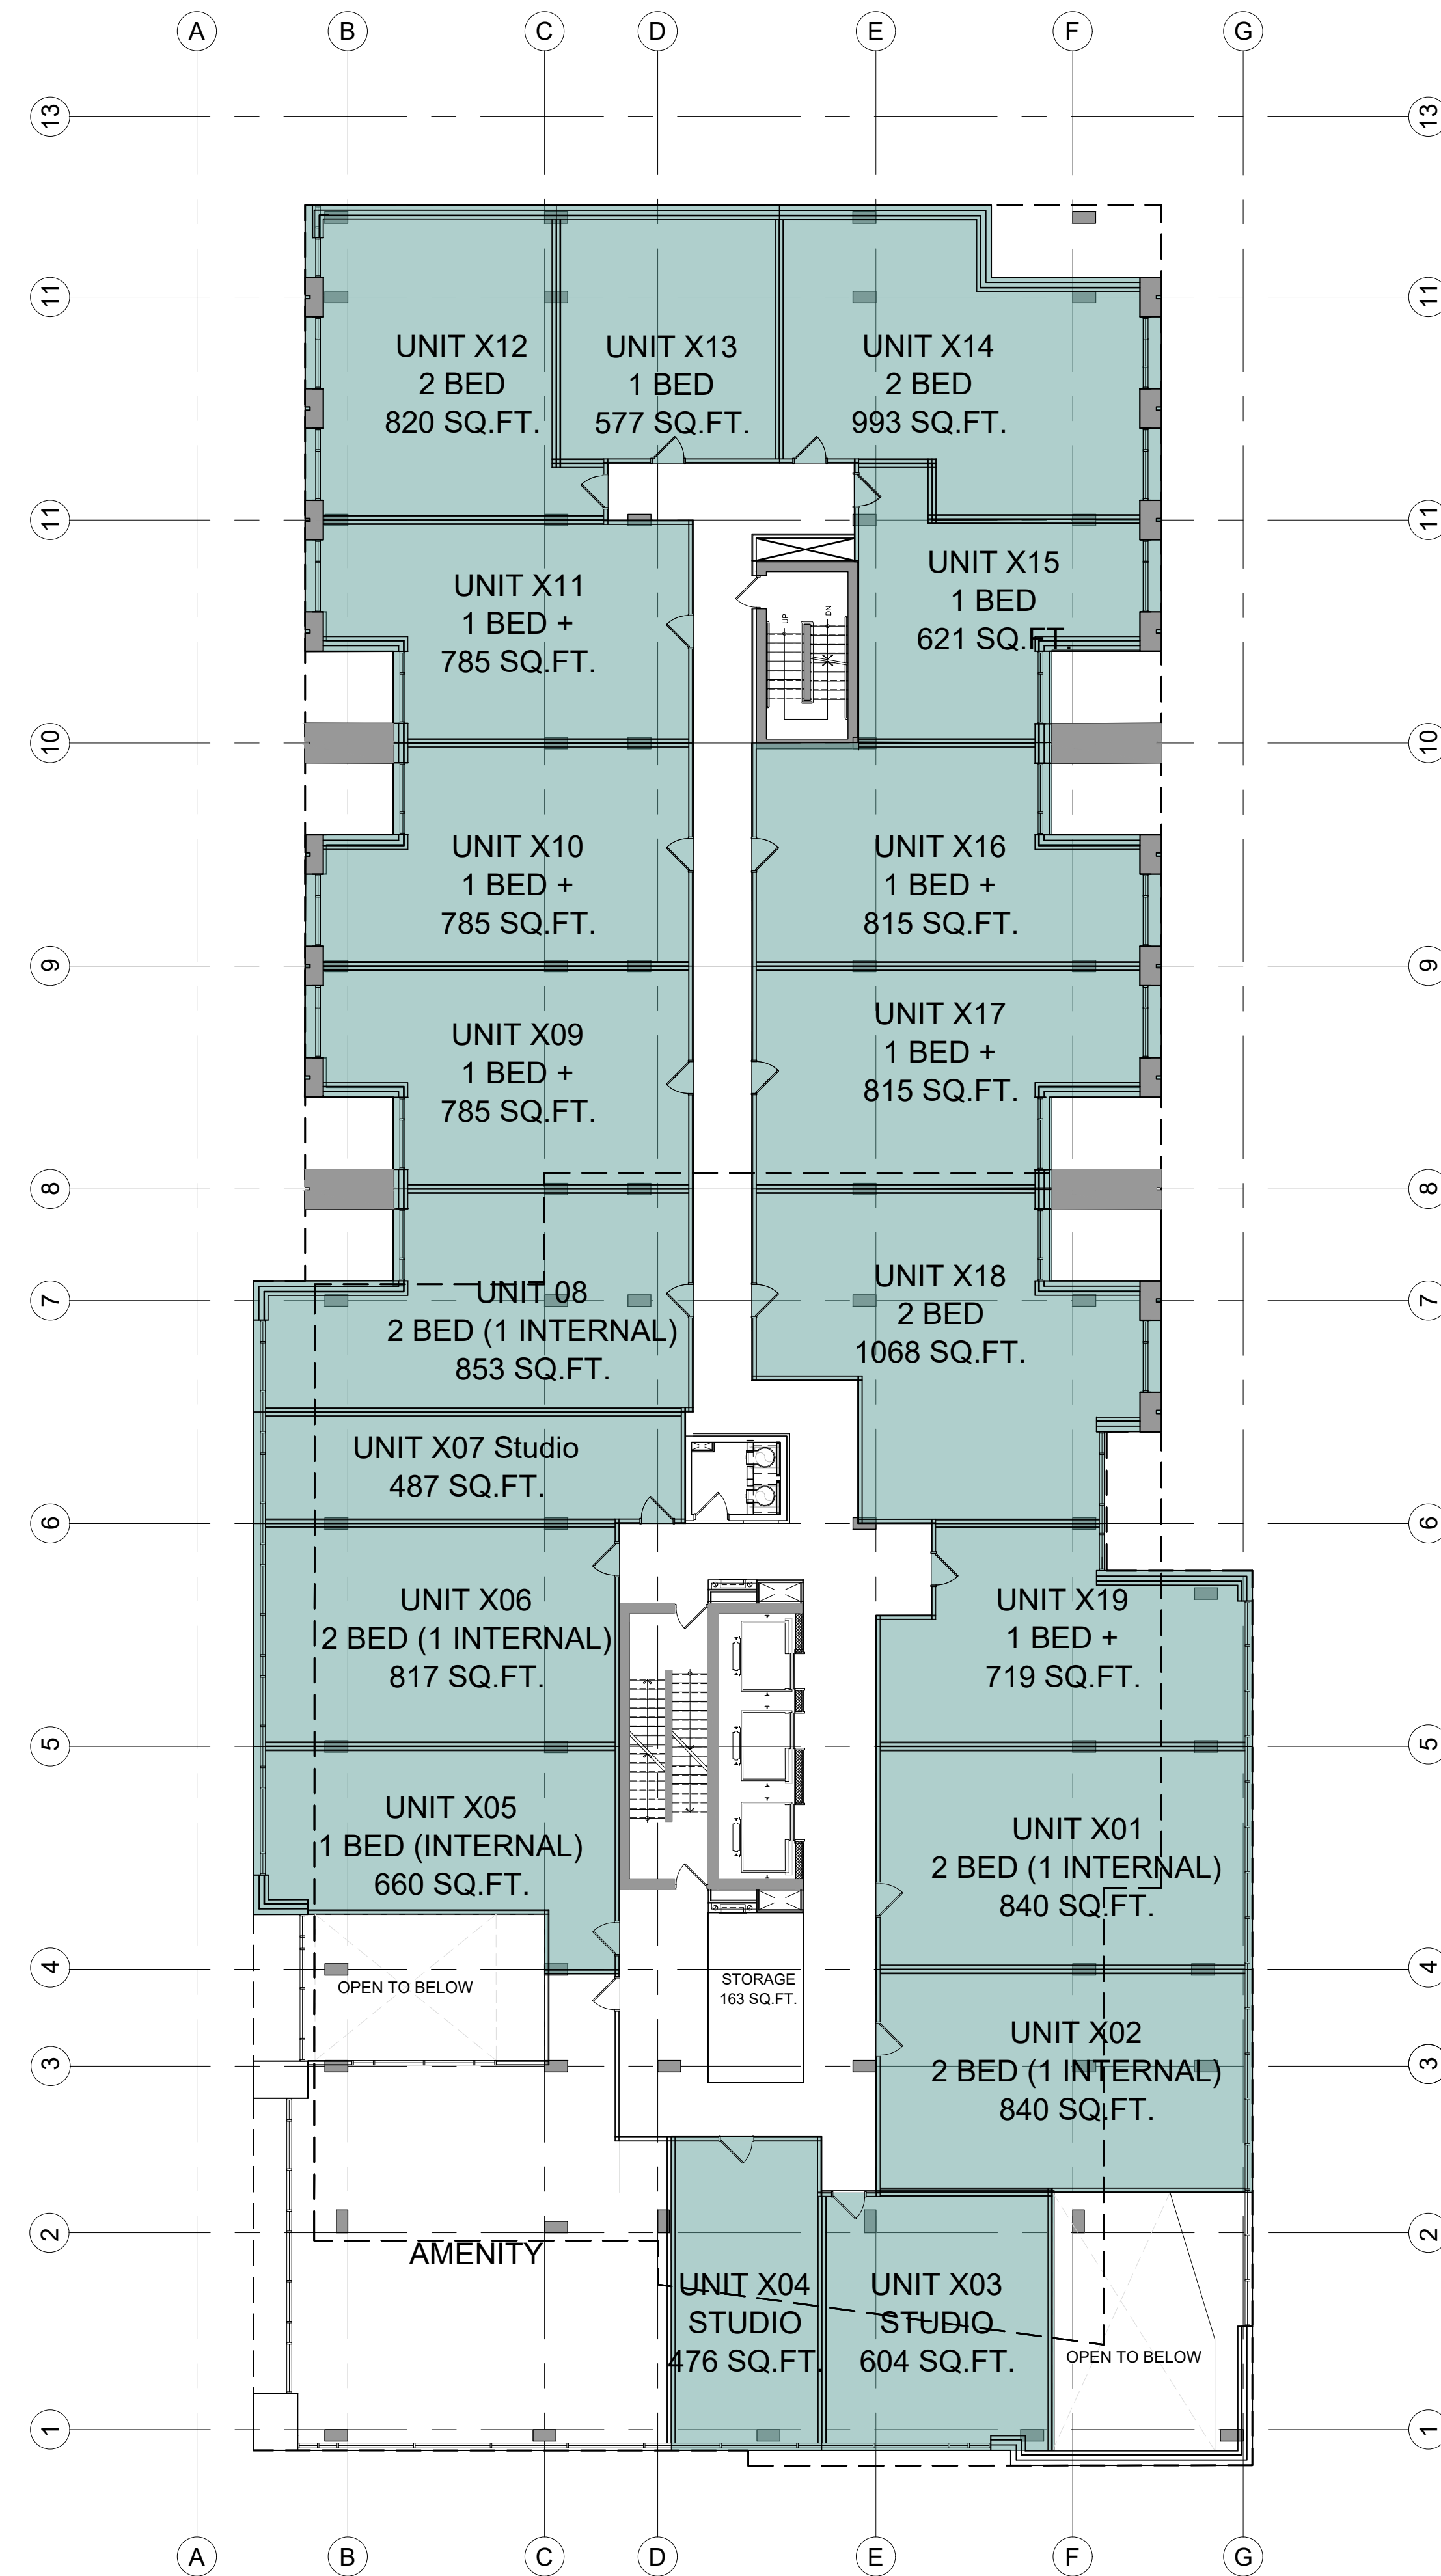 A B C D E F G
13 13
11 11
UNIT X12
2 BED
820 SQ.FT.
UNIT X13
1 BED
577 SQ.FT.
UNIT X14
2 BED
993 SQ.FT.
11 11
UNIT X11
1 BED +
785 SQ.FT.
UP
DN
UNIT X15
1 BED
621 SQ.FT.
10 10
UNIT X10
1 BED +
785 SQ.FT.
UNIT X16
1 BED +
815 SQ.FT.
9 9
UNIT X09
1 BED +
785 SQ.FT.
UNIT X17
1 BED +
815 SQ.FT.
8 8
UNIT 08
2 BED (1 INTERNAL)
853 SQ.FT.
UNIT X18
2 BED
1068 SQ.FT.
7 7
UNIT X07 Studio
487 SQ.FT.
6 6
UNIT X06
2 BED (1 INTERNAL)
817 SQ.FT.
UNIT X19
1 BED +
719 SQ.FT.
5 5
UNIT X05
1 BED (INTERNAL)
660 SQ.FT.
UNIT X01
2 BED (1 INTERNAL)
840 SQ.FT.
4 4
OPEN TO BELOW
STORAGE
163 SQ.FT.
UNIT X02
2 BED (1 INTERNAL)
840 SQ.FT.
3 3
2 2
AMENITY
UNIT X04
STUDIO
476 SQ.FT.
UNIT X03
STUDIO
604 SQ.FT.
OPEN TO BELOW
1 1
A B C D E F G